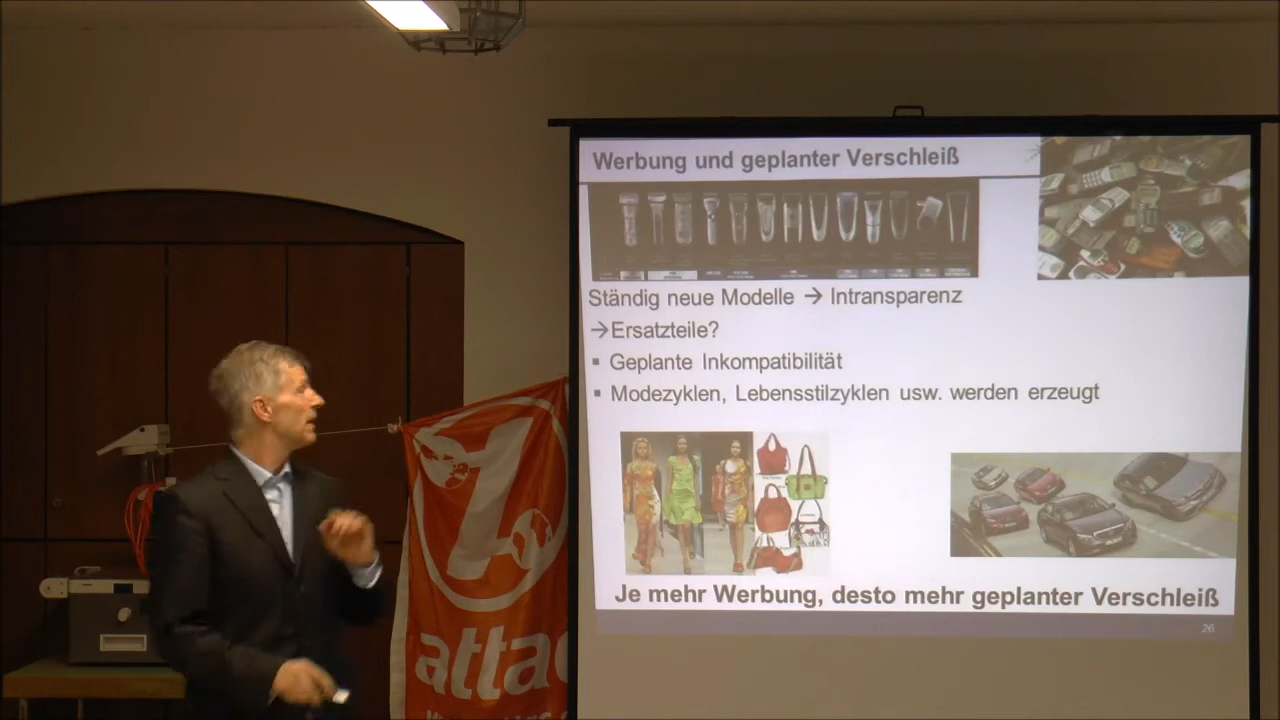 Werbung und geplanter Verschleiß
Ständig neue Modelle → Intransparenz
→Ersatzteile?
▪ Geplante Inkompatibilität
▪ Modezyklen, Lebensstilzyklen usw. werden erzeugt
Je mehr Werbung, desto mehr geplanter Verschleiß
26
attac